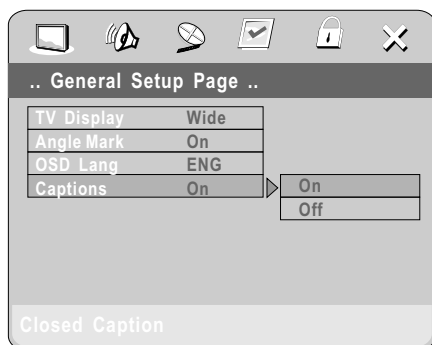 .. General Setup Page ..
TV Display Wide
Angle Mark On
OSD Lang ENG
Captions On On
Off
Closed Caption